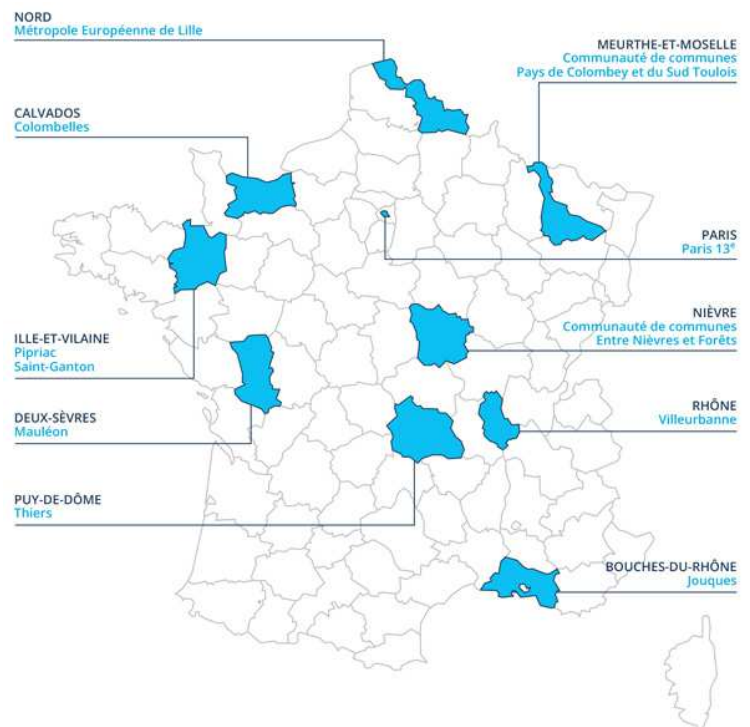 NORD
Métropole Européenne de Lille
MEURTHE-ET-MOSELLE
Communauté de communes
Pays de Colombey et du Sud Toulois
CALVADOS
Colombelles
PARIS
Paris 13e
NIÈVRE
Communauté de communes
Entre Nièvres et Forêts
ILLE-ET-VILAINE
Pipriac
Saint-Ganton
RHÔNE
Villeurbanne
DEUX-SÈVRES
Mauléon
PUY-DE-DÔME
Thiers
BOUCHES-DU-RHÔNE
Jouques